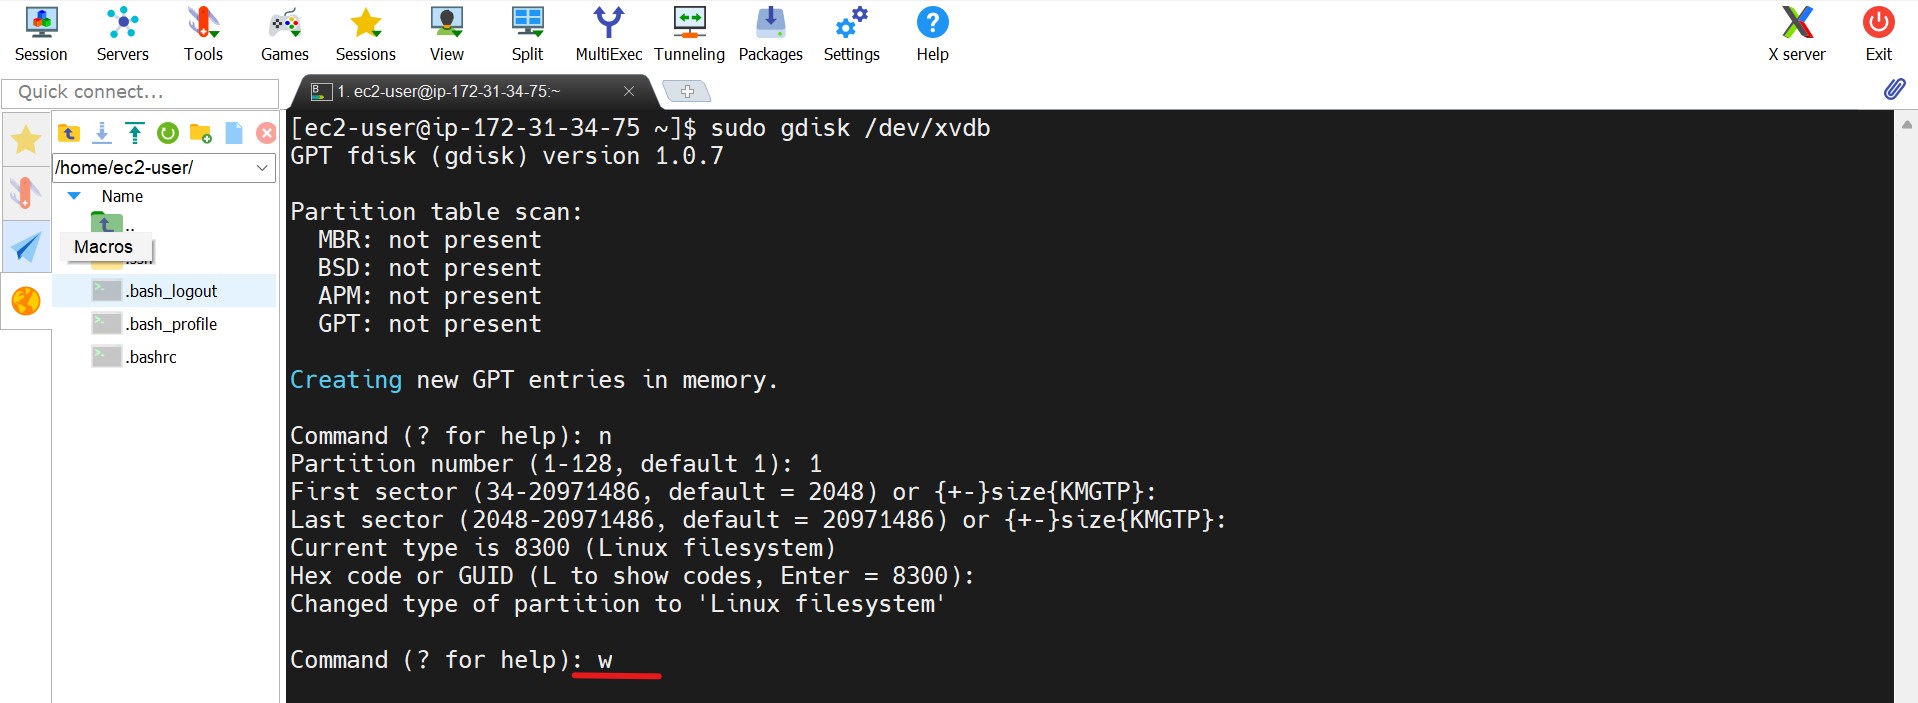 Session Servers Tools Games Sessions View Split MultiExec Tunneling Packages Settings Help X server Exit
Quick connect...
1. ec2-user@ip-172-31-34-75:~
/home/ec2-user/
Name
..
Macros
.bash_logout
.bash_profile
.bashrc
[ec2-user@ip-172-31-34-75 ~]$ sudo gdisk /dev/xvdb
GPT fdisk (gdisk) version 1.0.7
Partition table scan:
MBR: not present
BSD: not present
APM: not present
GPT: not present
Creating new GPT entries in memory.
Command (? for help): n
Partition number (1-128, default 1): 1
First sector (34-20971486, default = 2048) or {+-}size{KMGTP}:
Last sector (2048-20971486, default = 20971486) or {+-}size{KMGTP}:
Current type is 8300 (Linux filesystem)
Hex code or GUID (L to show codes, Enter = 8300):
Changed type of partition to 'Linux filesystem'
Command (? for help): w